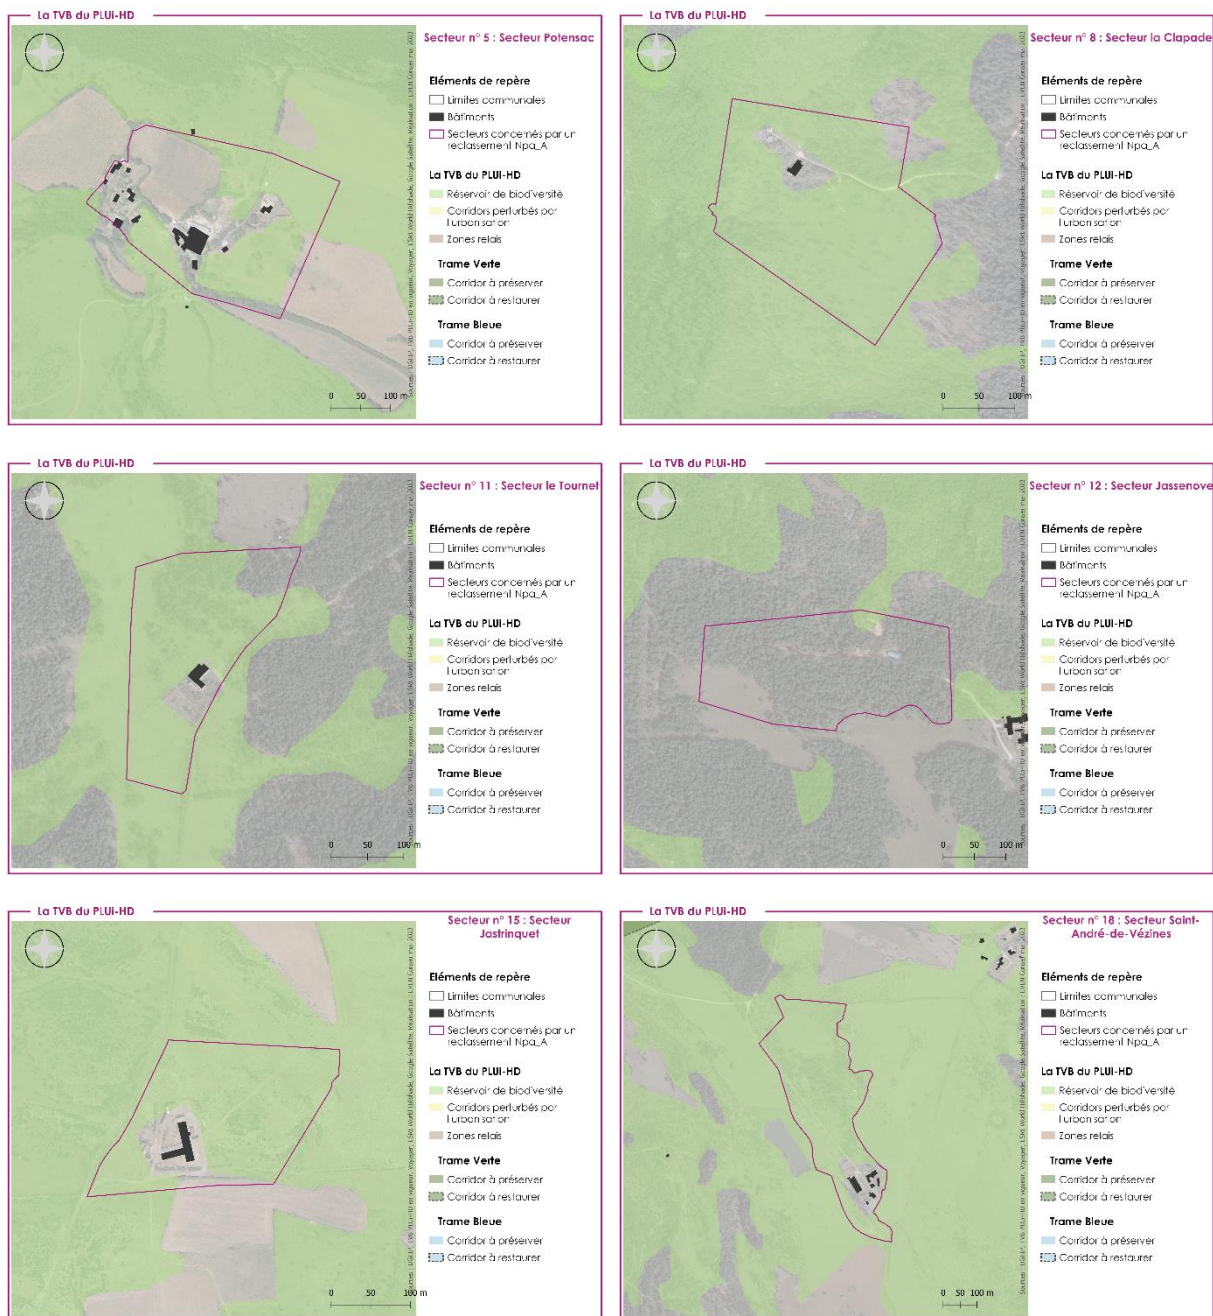 La TVB du PLUi-HD
Secteur n° 5 : Secteur Potensac
Eléments de repère
Limites communales
Bâtiments
Secteurs concernés par un
reclassement Npa_A
La TVB du PLUi-HD
Réservoir de biodiversité
Corridors perturbés par
l'urbanisation
Zones relais
Trame Verte
Corridor à préserver
Corridor à restaurer
Trame Bleue
Corridor à préserver
Corridor à restaurer
0 50 100 m
La TVB du PLUi-HD
Secteur n° 8 : Secteur la Clapade
Eléments de repère
Limites communales
Bâtiments
Secteurs concernés par un
reclassement Npa_A
La TVB du PLUi-HD
Réservoir de biodiversité
Corridors perturbés par
l'urbanisation
Zones relais
Trame Verte
Corridor à préserver
Corridor à restaurer
Trame Bleue
Corridor à préserver
Corridor à restaurer
0 50 100 m
La TVB du PLUi-HD
Secteur n° 11 : Secteur le Tournet
Eléments de repère
Limites communales
Bâtiments
Secteurs concernés par un
reclassement Npa_A
La TVB du PLUi-HD
Réservoir de biodiversité
Corridors perturbés par
l'urbanisation
Zones relais
Trame Verte
Corridor à préserver
Corridor à restaurer
Trame Bleue
Corridor à préserver
Corridor à restaurer
0 50 100 m
La TVB du PLUi-HD
Secteur n° 12 : Secteur Jassenove
Eléments de repère
Limites communales
Bâtiments
Secteurs concernés par un
reclassement Npa_A
La TVB du PLUi-HD
Réservoir de biodiversité
Corridors perturbés par
l'urbanisation
Zones relais
Trame Verte
Corridor à préserver
Corridor à restaurer
Trame Bleue
Corridor à préserver
Corridor à restaurer
0 50 100 m
La TVB du PLUi-HD
Secteur n° 15 : Secteur
Jastrinquet
Eléments de repère
Limites communales
Bâtiments
Secteurs concernés par un
reclassement Npa_A
La TVB du PLUi-HD
Réservoir de biodiversité
Corridors perturbés par
l'urbanisation
Zones relais
Trame Verte
Corridor à préserver
Corridor à restaurer
Trame Bleue
Corridor à préserver
Corridor à restaurer
0 50 100 m
La TVB du PLUi-HD
Secteur n° 18 : Secteur Saint-
André-de-Vézines
Eléments de repère
Limites communales
Bâtiments
Secteurs concernés par un
reclassement Npa_A
La TVB du PLUi-HD
Réservoir de biodiversité
Corridors perturbés par
l'urbanisation
Zones relais
Trame Verte
Corridor à préserver
Corridor à restaurer
Trame Bleue
Corridor à préserver
Corridor à restaurer
0 50 100 m